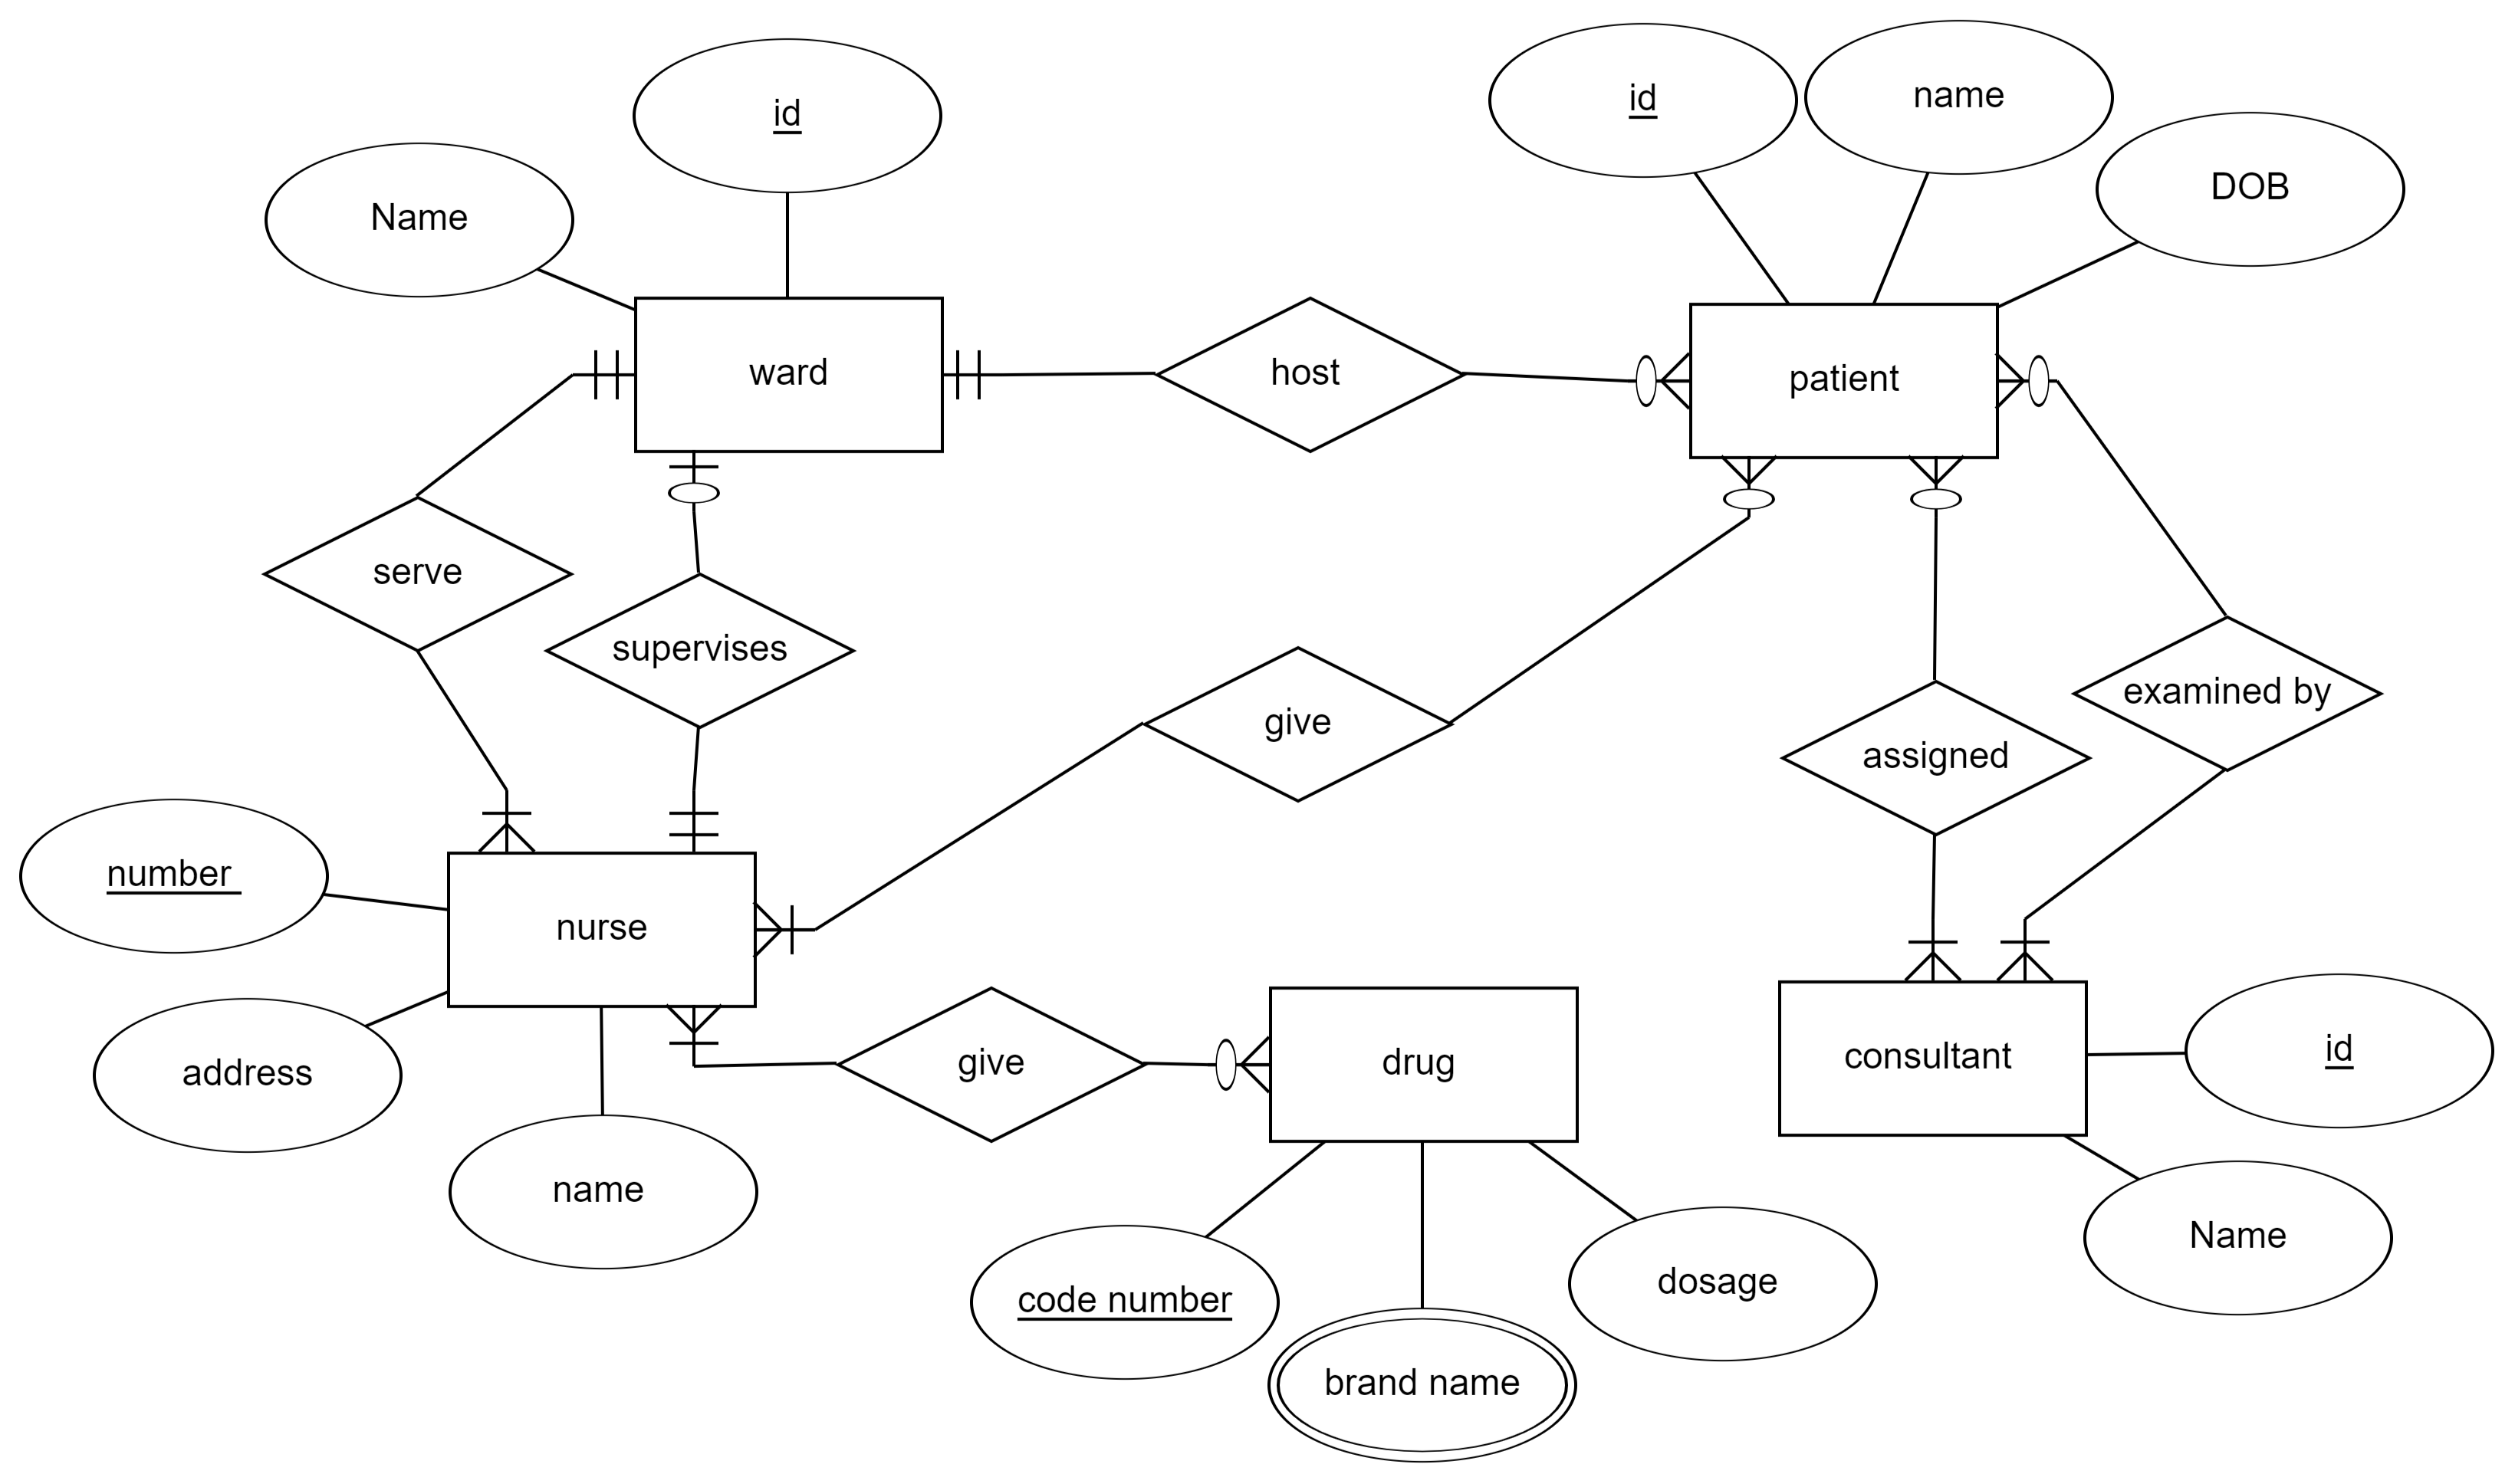 id
name
id
DOB
Name
ward
host
patient
serve
supervises
examined by
give
assigned
number
nurse
consultant
id
give
drug
address
name
Name
dosage
code number
brand name